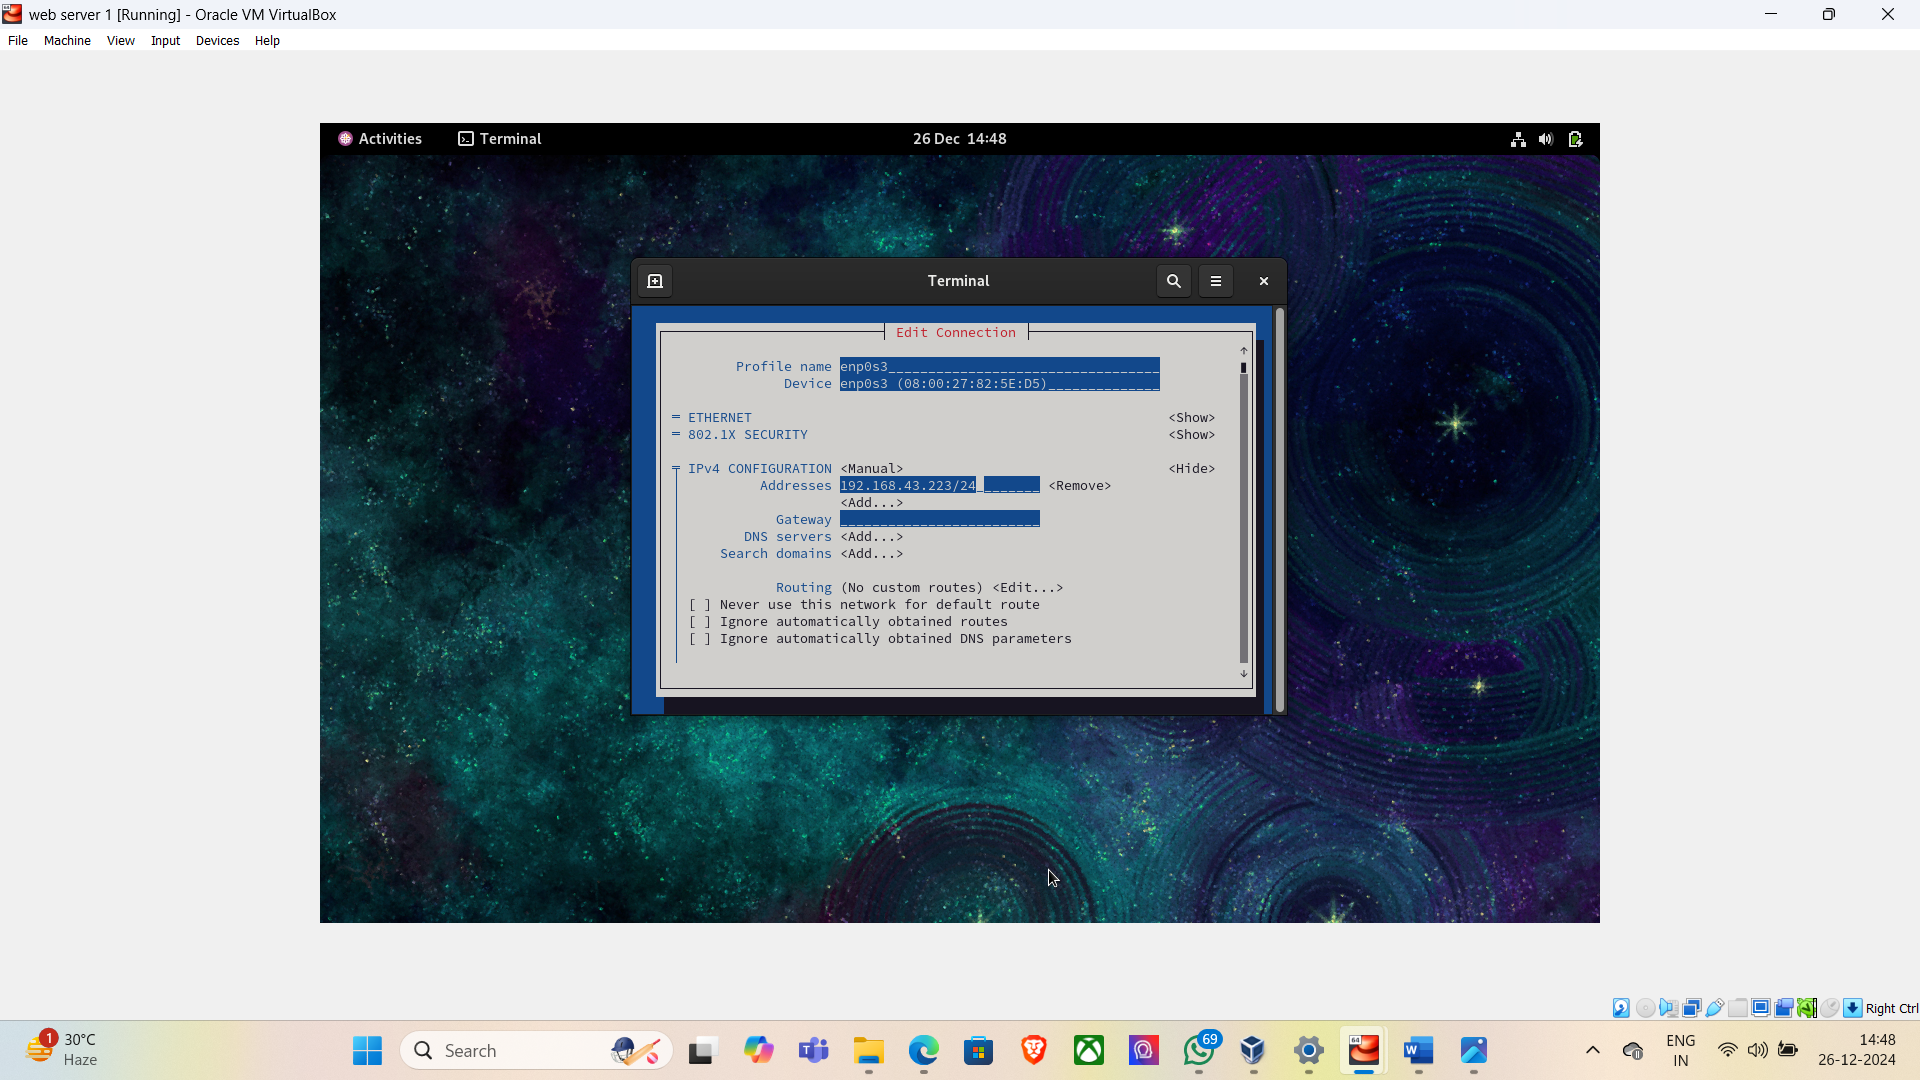 web server 1 [Running] - Oracle VM VirtualBox
File Machine View Input Devices Help
Activities Terminal 26 Dec 14:48
Terminal
Edit Connection
Profile name enp0s3
Device enp0s3 (08:00:27:82:5E:D5)
= ETHERNET <Show>
= 802.1X SECURITY <Show>
IPv4 CONFIGURATION <Manual> <Hide>
Addresses 192.168.43.223/24 <Remove>
<Add...>
Gateway
DNS servers <Add...>
Search domains <Add...>
Routing (No custom routes) <Edit...>
[ ] Never use this network for default route
[ ] Ignore automatically obtained routes
[ ] Ignore automatically obtained DNS parameters
Right Ctrl
1
30°C
Haze
Search
69
64
ENG
IN
14:48
26-12-2024